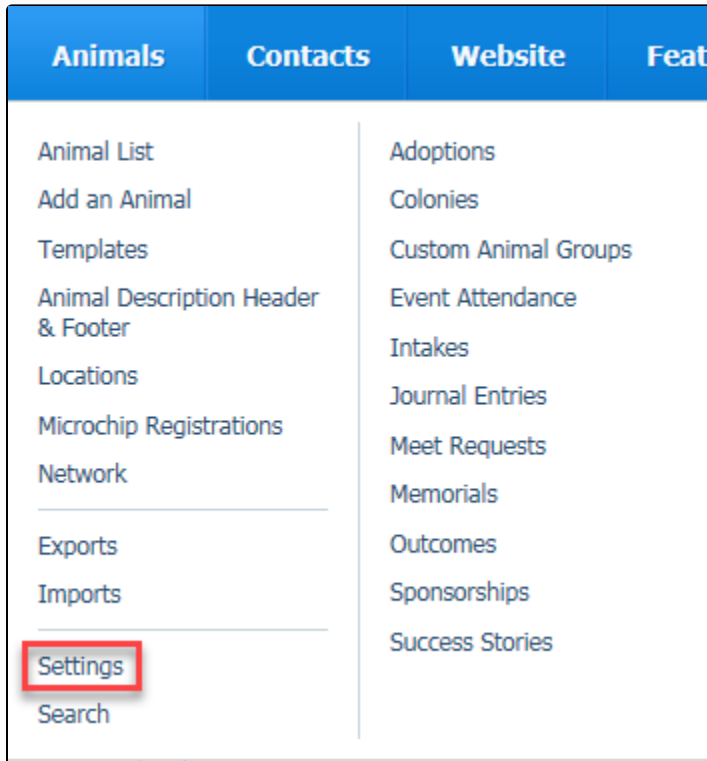 Animals Contacts Website Feat
Animal List
Add an Animal
Templates
Animal Description Header
& Footer
Locations
Microchip Registrations
Network
Exports
Imports
Settings
Search
Adoptions
Colonies
Custom Animal Groups
Event Attendance
Intakes
Journal Entries
Meet Requests
Memorials
Outcomes
Sponsorships
Success Stories